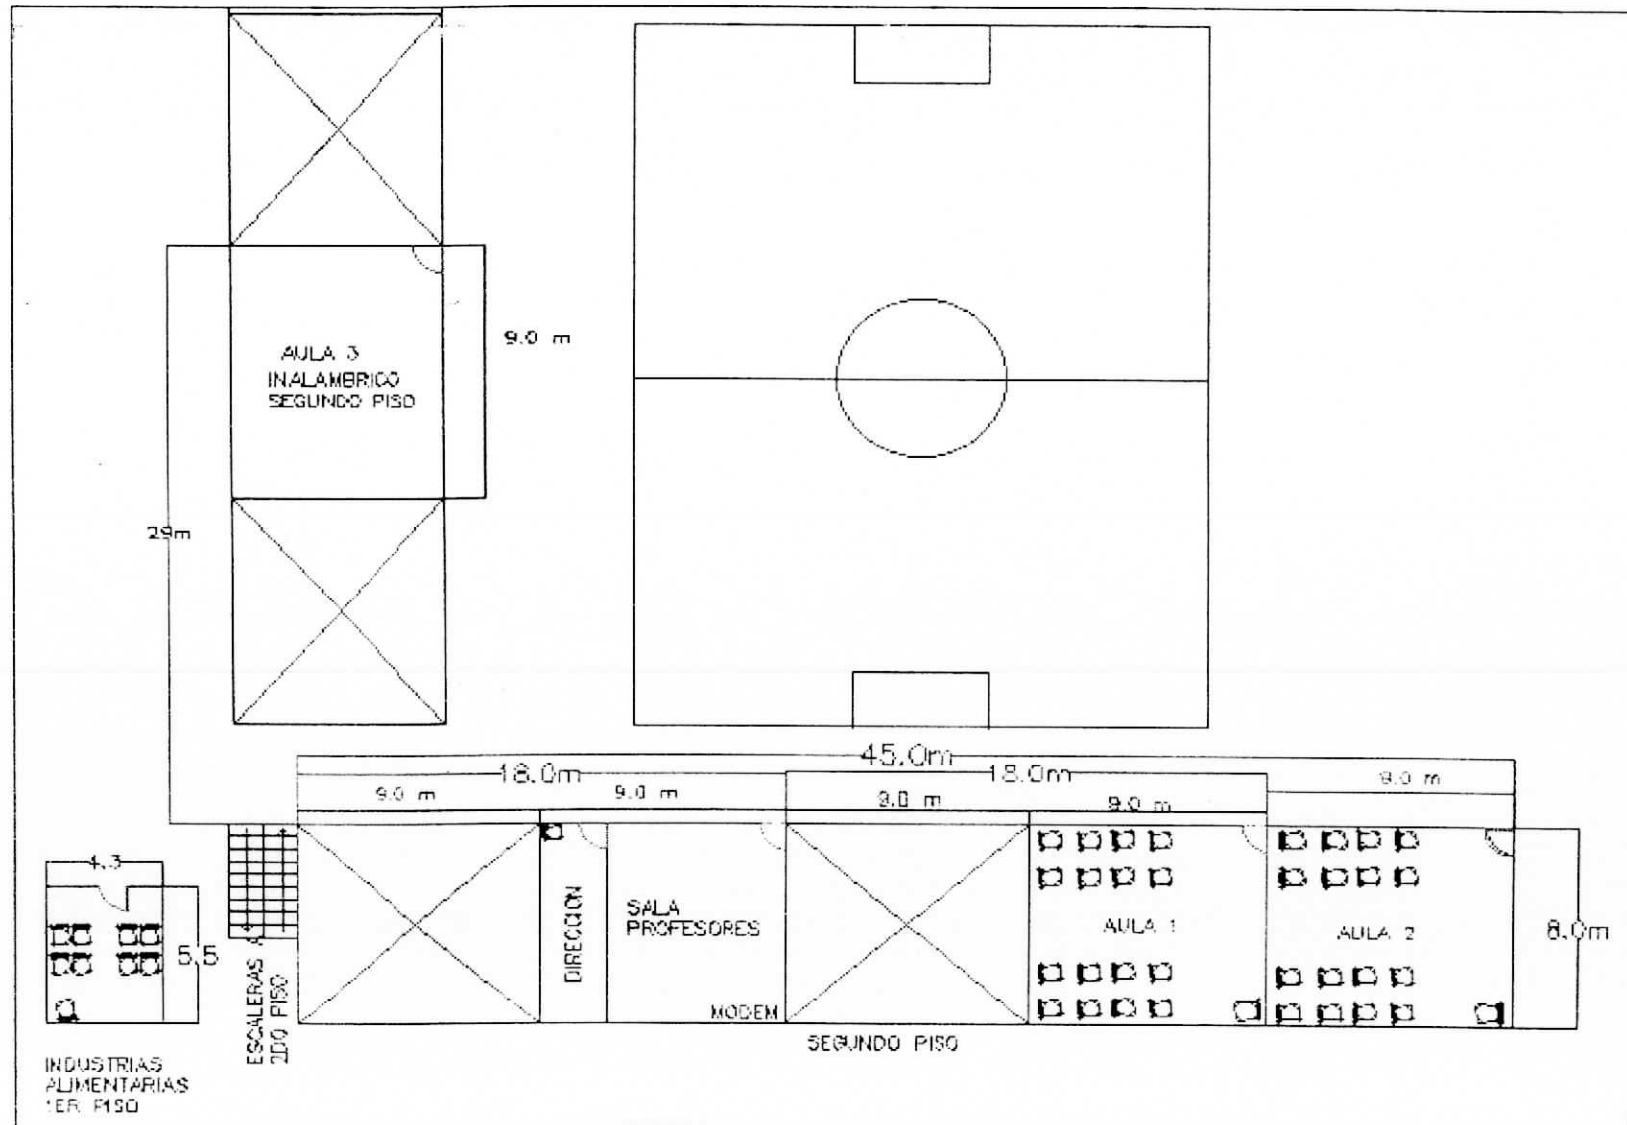 9.0 m
AULA 3
INALAMBRICO
SEGUNDO PISO
29m
45.0m
18.0m
18.0m
9.0 m
9.0 m
9.0 m
9.0 m
9.0 m
4.3
5,5
ESCALERAS A
2DO PISO
DIRECCION
SALA
PROFESORES
MODEM
AULA 1
AULA 2
8.0m
SEGUNDO PISO
INDUSTRIAS
ALIMENTARIAS
1ER PISO